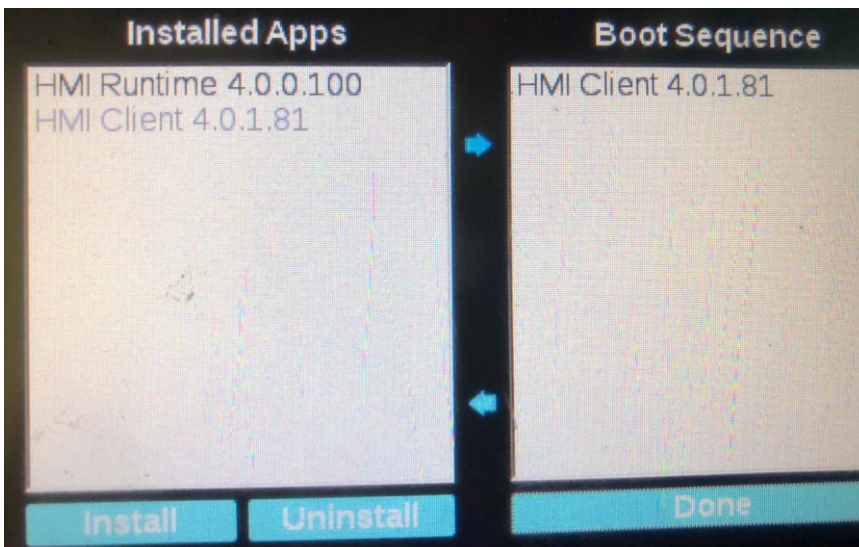 Installed Apps
HMI Runtime 4.0.0.100
HMI Client 4.0.1.81
Install
Uninstall
Boot Sequence
HMI Client 4.0.1.81
Done